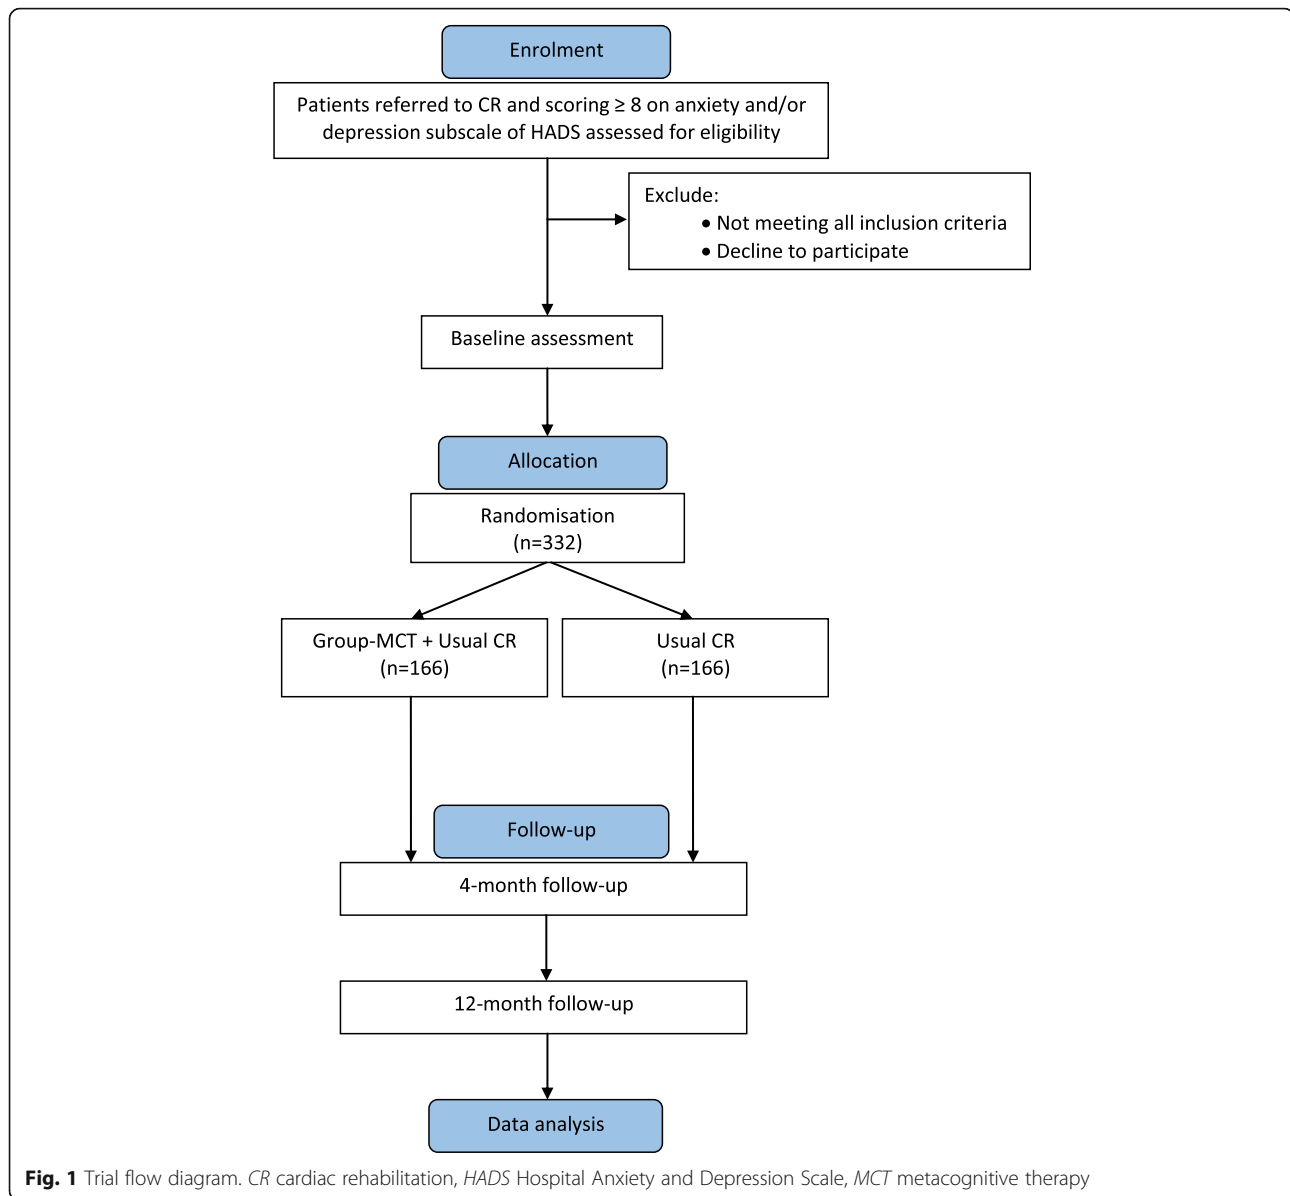 Enrolment
Patients referred to CR and scoring ≥ 8 on anxiety and/or
depression subscale of HADS assessed for eligibility
Exclude:
• Not meeting all inclusion criteria
• Decline to participate
Baseline assessment
Allocation
Randomisation
(n=332)
Group-MCT + Usual CR
(n=166)
Usual CR
(n=166)
Follow-up
4-month follow-up
12-month follow-up
Data analysis
Fig. 1 Trial flow diagram. CR cardiac rehabilitation, HADS Hospital Anxiety and Depression Scale, MCT metacognitive therapy